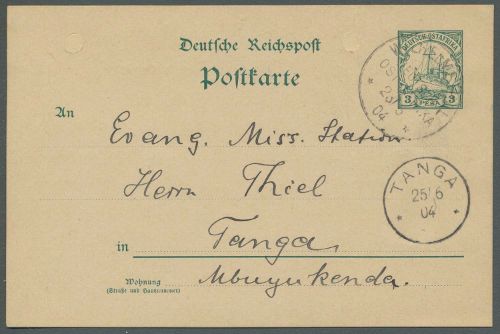 Deutsche Reichspost
Postkarte
DEUTSCH-OSTAFRIKA
3 PESA 3
04
An
Evang. Miss. Station
Herrn Thiel
TANGA
25/6
04
in
Tanga
Mbuyukenda.
Wohnung
(Straße und Hausnummer)